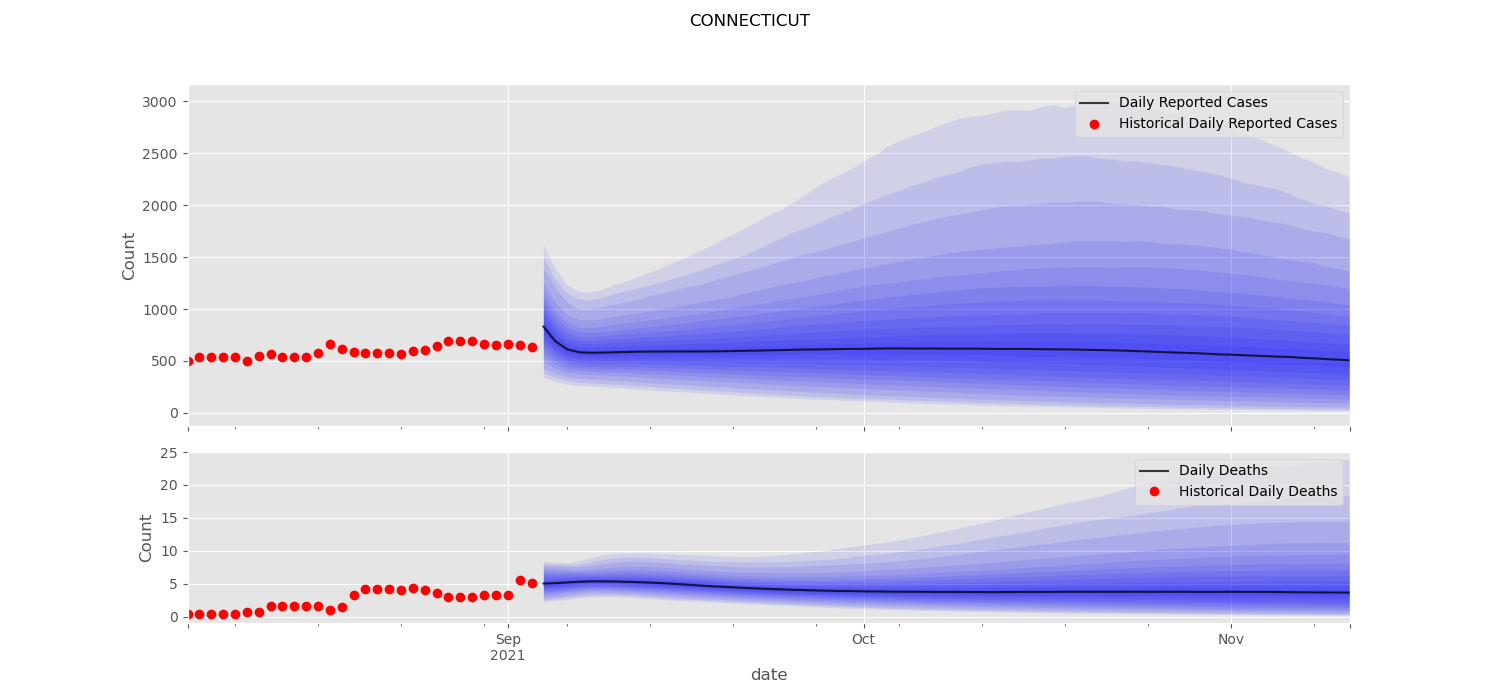 CONNECTICUT
3000
2500
2000
1500
1000
500
0
Count
Daily Reported Cases
Historical Daily Reported Cases
25
20
15
10
5
0
Count
Daily Deaths
Historical Daily Deaths
Sep
2021
Oct
Nov
date